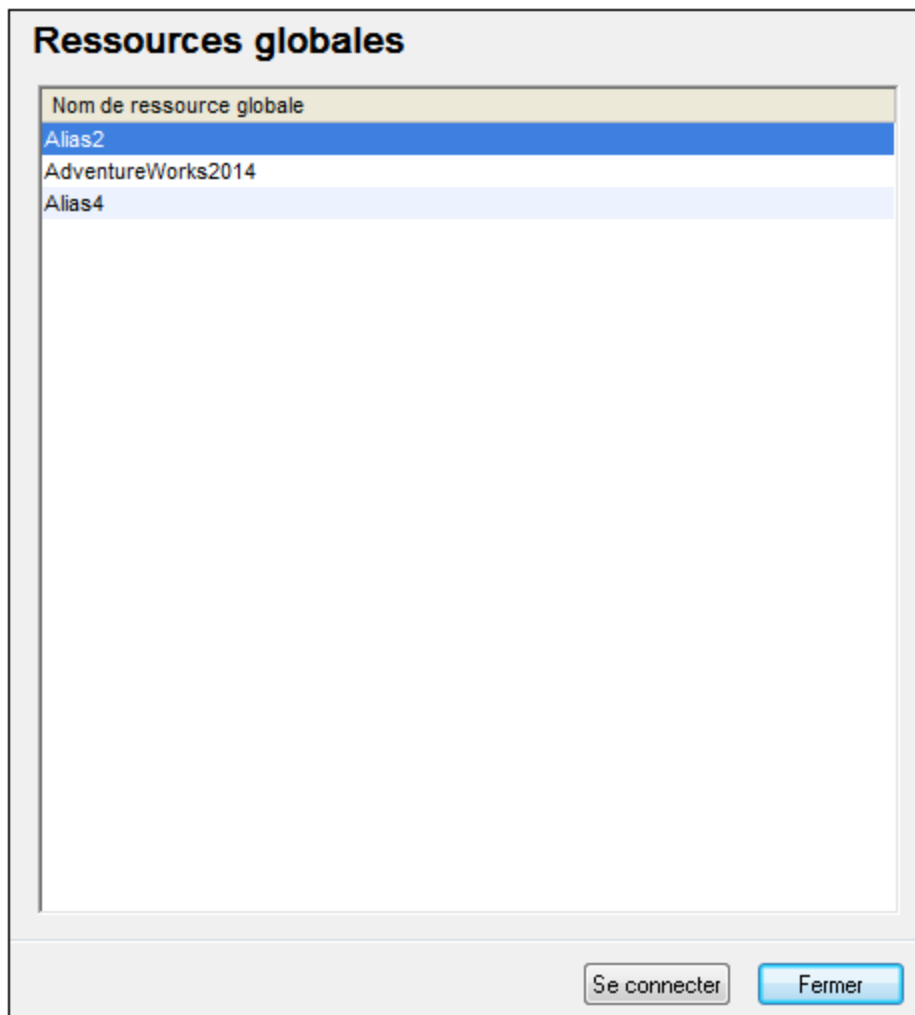 Ressources globales
Nom de ressource globale
Alias2
AdventureWorks2014
Alias4
Se connecter
Fermer